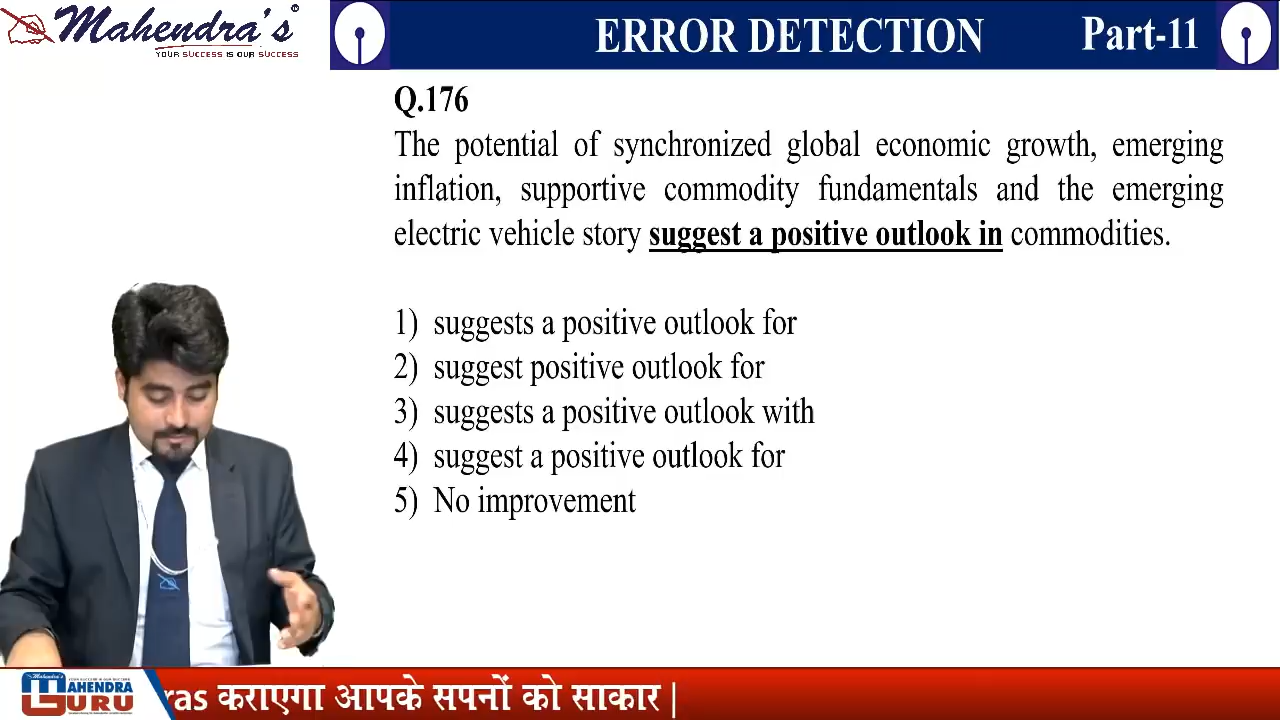 Mahendra's
YOUR SUCCESS IS OUR SUCCESS
ERROR DETECTION
Part-11
Q.176
The potential of synchronized global economic growth, emerging
inflation, supportive commodity fundamentals and the emerging
electric vehicle story suggest a positive outlook in commodities.
1) suggests a positive outlook for
2) suggest positive outlook for
3) suggests a positive outlook with
4) suggest a positive outlook for
5) No improvement
MAHENDRA
GURU
ras कराएगा आपके सपनों को साकार |